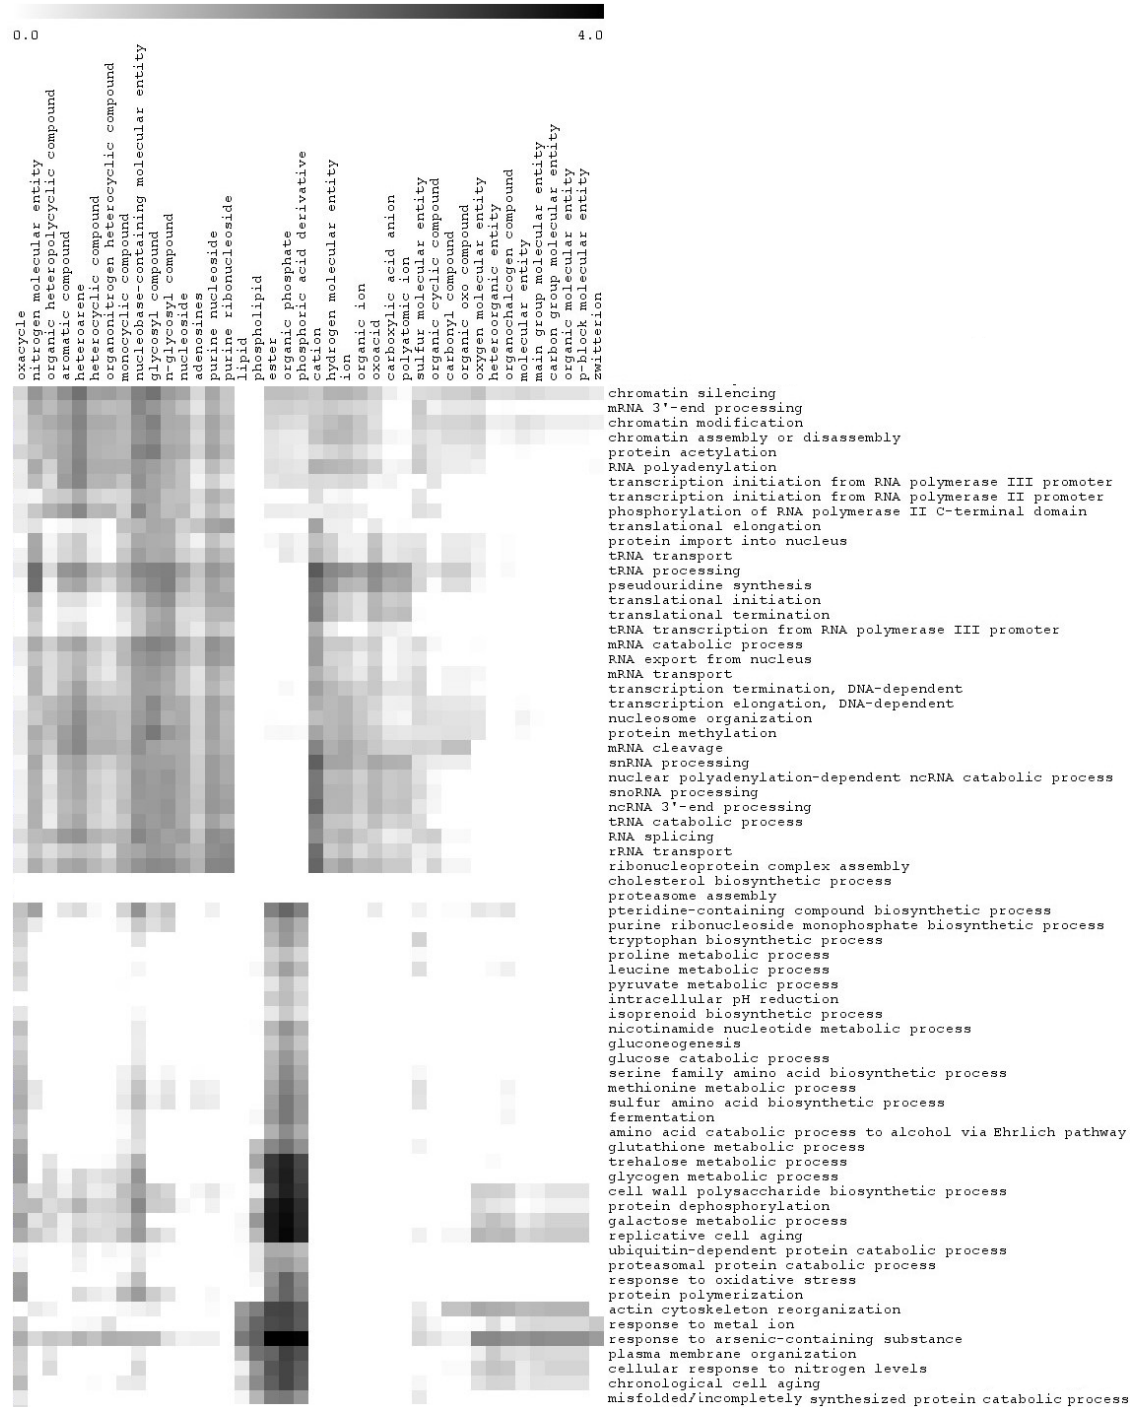 0.0
4.0
oxacycle
nitrogen molecular entity
organic heteropolycyclic compound
aromatic compound
heteroarene
heterocyclic compound
organonitrogen heterocyclic compound
monocyclic compound
nucleobase-containing molecular entity
glycosyl compound
n-glycosyl compound
nucleoside
adenosines
purine nucleoside
purine ribonucleoside
lipid
phospholipid
ester
organic phosphate
phosphoric acid derivative
cation
hydrogen molecular entity
ion
organic ion
oxoacid
carboxylic acid anion
polyatomic ion
sulfur molecular entity
organic cyclic compound
carbonyl compound
organic oxo compound
oxygen molecular entity
heteroorganic entity
organochalcogen compound
molecular entity
main group molecular entity
carbon group molecular entity
organic molecular entity
p-block molecular entity
zwitterion
chromatin silencing
mRNA 3'-end processing
chromatin modification
chromatin assembly or disassembly
protein acetylation
RNA polyadenylation
transcription initiation from RNA polymerase III promoter
transcription initiation from RNA polymerase II promoter
phosphorylation of RNA polymerase II C-terminal domain
translational elongation
protein import into nucleus
tRNA transport
tRNA processing
pseudouridine synthesis
translational initiation
translational termination
tRNA transcription from RNA polymerase III promoter
mRNA catabolic process
RNA export from nucleus
mRNA transport
transcription termination, DNA-dependent
transcription elongation, DNA-dependent
nucleosome organization
protein methylation
mRNA cleavage
snRNA processing
nuclear polyadenylation-dependent ncRNA catabolic process
snoRNA processing
ncRNA 3'-end processing
tRNA catabolic process
RNA splicing
rRNA transport
ribonucleoprotein complex assembly
cholesterol biosynthetic process
proteasome assembly
pteridine-containing compound biosynthetic process
purine ribonucleoside monophosphate biosynthetic process
tryptophan biosynthetic process
proline metabolic process
leucine metabolic process
pyruvate metabolic process
intracellular pH reduction
isoprenoid biosynthetic process
nicotinamide nucleotide metabolic process
gluconeogenesis
glucose catabolic process
serine family amino acid biosynthetic process
methionine metabolic process
sulfur amino acid biosynthetic process
fermentation
amino acid catabolic process to alcohol via Ehrlich pathway
glutathione metabolic process
trehalose metabolic process
glycogen metabolic process
cell wall polysaccharide biosynthetic process
protein dephosphorylation
galactose metabolic process
replicative cell aging
ubiquitin-dependent protein catabolic process
proteasomal protein catabolic process
response to oxidative stress
protein polymerization
actin cytoskeleton reorganization
response to metal ion
response to arsenic-containing substance
plasma membrane organization
cellular response to nitrogen levels
chronological cell aging
misfolded/incompletely synthesized protein catabolic process